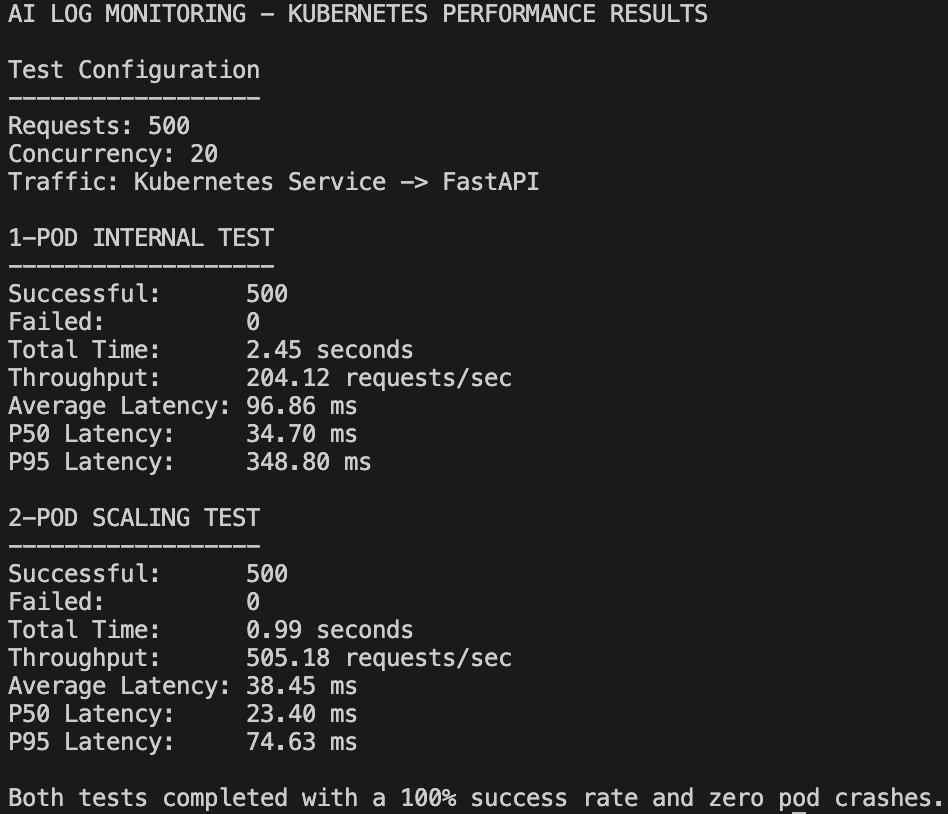 AI LOG MONITORING – KUBERNETES PERFORMANCE RESULTS
Test Configuration
------------------
Requests: 500
Concurrency: 20
Traffic: Kubernetes Service -> FastAPI
1-POD INTERNAL TEST
-------------------
Successful: 500
Failed: 0
Total Time: 2.45 seconds
Throughput: 204.12 requests/sec
Average Latency: 96.86 ms
P50 Latency: 34.70 ms
P95 Latency: 348.80 ms
2-POD SCALING TEST
------------------
Successful: 500
Failed: 0
Total Time: 0.99 seconds
Throughput: 505.18 requests/sec
Average Latency: 38.45 ms
P50 Latency: 23.40 ms
P95 Latency: 74.63 ms
Both tests completed with a 100% success rate and zero pod crashes.